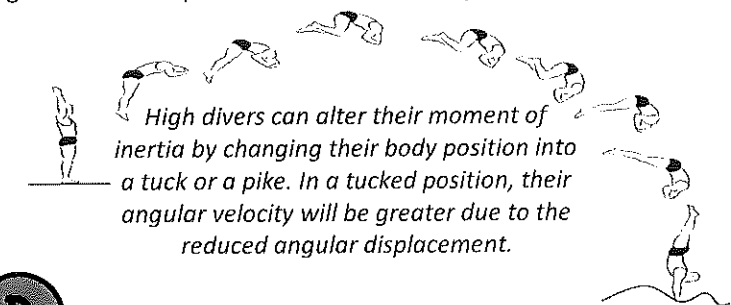 High divers can alter their moment of
inertia by changing their body position into
a tuck or a pike. In a tucked position, their
angular velocity will be greater due to the
reduced angular displacement.